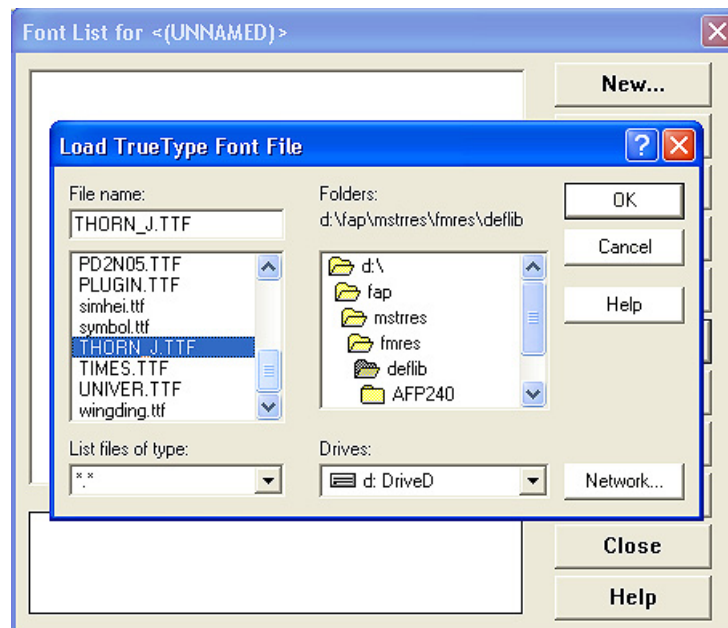 Font List for <(UNNAMED)>
New...
Load TrueType Font File
File name:
THORN_J.TTF
PD2N05.TTF
PLUGIN.TTF
simhei.ttf
symbol.ttf
THORN_J.TTF
TIMES.TTF
UNIVER.TTF
wingding.ttf
List files of type:
*.*
Folders:
d:\fap\mstrres\fmres\deflib
d:\
fap
mstrres
fmres
deflib
AFP240
Drives:
d: DriveD
OK
Cancel
Help
Network...
Close
Help